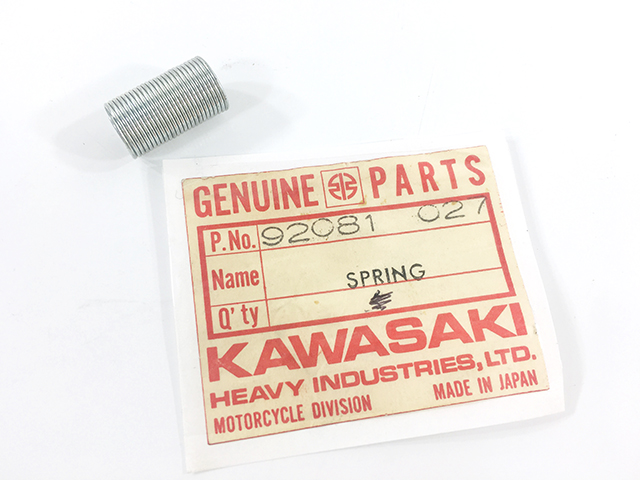 GENUINE PARTS
P.No. 92081 027
Name SPRING
Q'ty
KAWASAKI
HEAVY INDUSTRIES, LTD.
MOTORCYCLE DIVISION MADE IN JAPAN